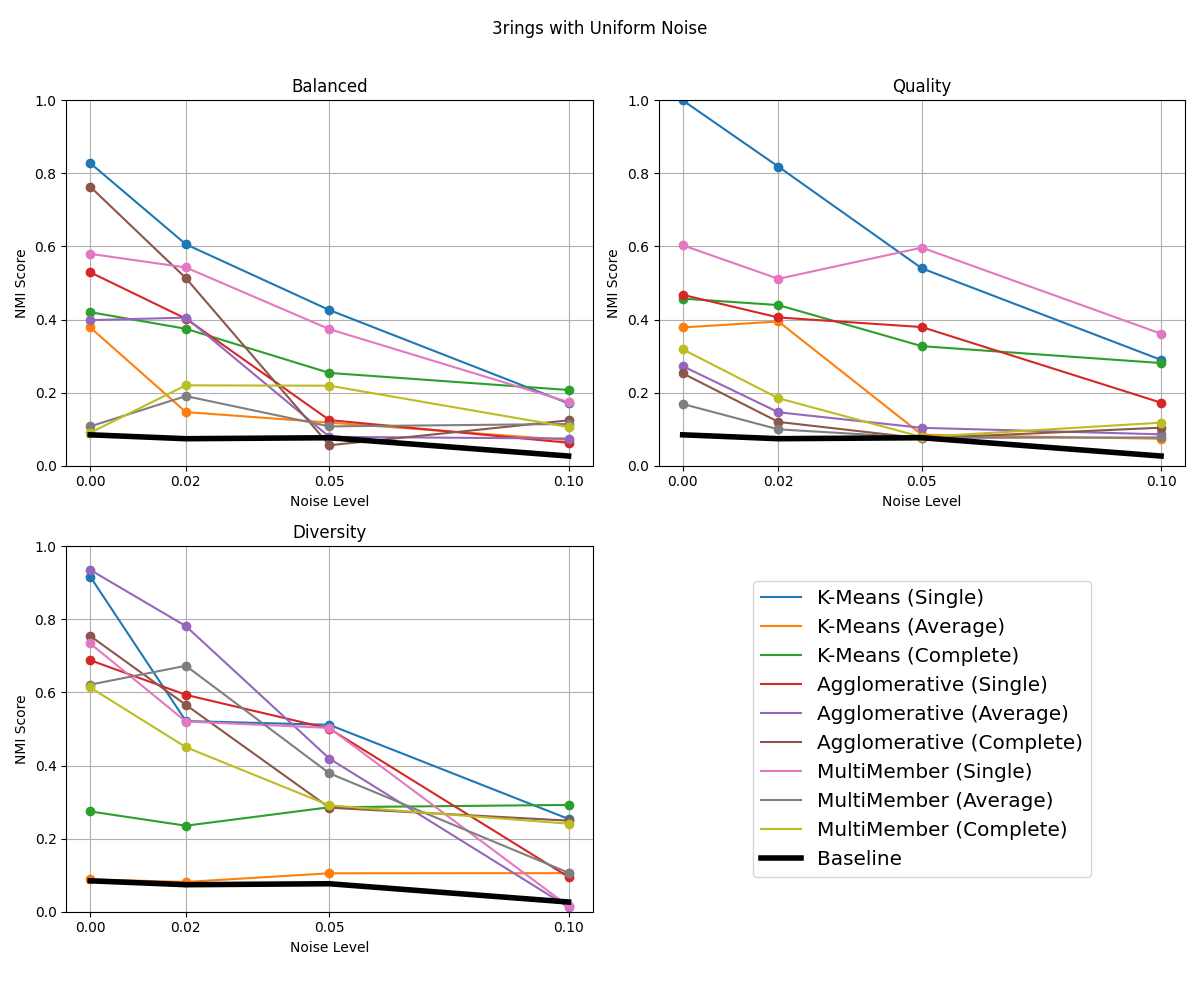 3rings with Uniform Noise
Balanced
1.0
0.8
0.6
0.4
0.2
0.0
NMI Score
0.00 0.02 0.05 0.10
Noise Level
Quality
1.0
0.8
0.6
0.4
0.2
0.0
NMI Score
0.00 0.02 0.05 0.10
Noise Level
Diversity
1.0
0.8
0.6
0.4
0.2
0.0
NMI Score
0.00 0.02 0.05 0.10
Noise Level
K-Means (Single)
K-Means (Average)
K-Means (Complete)
Agglomerative (Single)
Agglomerative (Average)
Agglomerative (Complete)
MultiMember (Single)
MultiMember (Average)
MultiMember (Complete)
Baseline